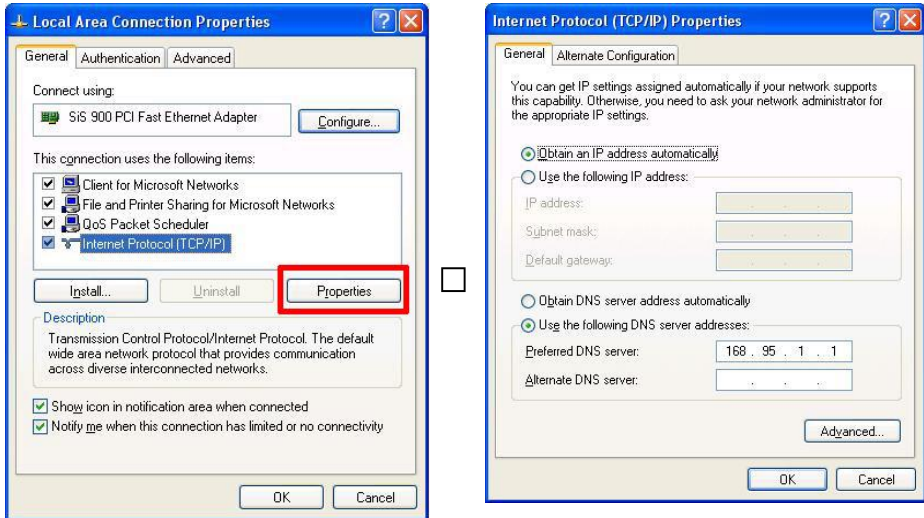 Local Area Connection Properties
General Authentication Advanced
Connect using:
SiS 900 PCI Fast Ethernet Adapter
Configure...
This connection uses the following items:
Client for Microsoft Networks
File and Printer Sharing for Microsoft Networks
QoS Packet Scheduler
Internet Protocol (TCP/IP)
Install... Uninstall Properties
Description
Transmission Control Protocol/Internet Protocol. The default
wide area network protocol that provides communication
across diverse interconnected networks.
Show icon in notification area when connected
Notify me when this connection has limited or no connectivity
OK Cancel
Internet Protocol (TCP/IP) Properties
General Alternate Configuration
You can get IP settings assigned automatically if your network supports
this capability. Otherwise, you need to ask your network administrator for
the appropriate IP settings.
Obtain an IP address automatically
Use the following IP address:
IP address:
Subnet mask:
Default gateway:
Obtain DNS server address automatically
Use the following DNS server addresses:
Preferred DNS server: 168 . 95 . 1 . 1
Alternate DNS server: . . .
Advanced...
OK Cancel